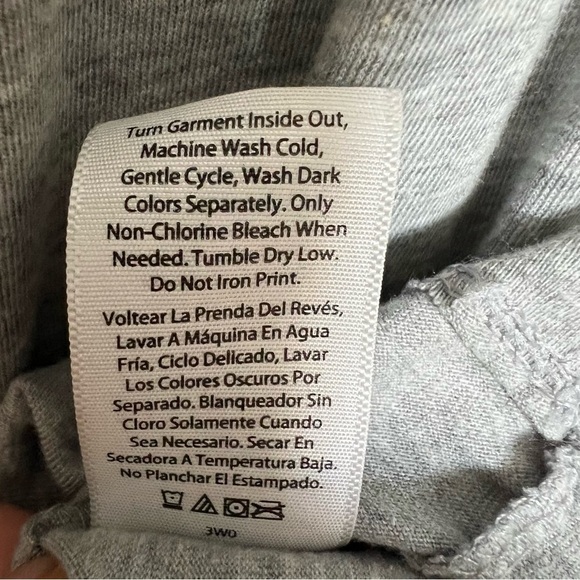 Turn Garment Inside Out,
Machine Wash Cold,
Gentle Cycle, Wash Dark
Colors Separately. Only
Non-Chlorine Bleach When
Needed. Tumble Dry Low.
Do Not Iron Print.
Voltear La Prenda Del Revés,
Lavar A Máquina En Agua
Fría, Ciclo Delicado, Lavar
Los Colores Oscuros Por
Separado. Blanqueador Sin
Cloro Solamente Cuando
Sea Necesario. Secar En
Secadora A Temperatura Baja.
No Planchar El Estampado.
3W0